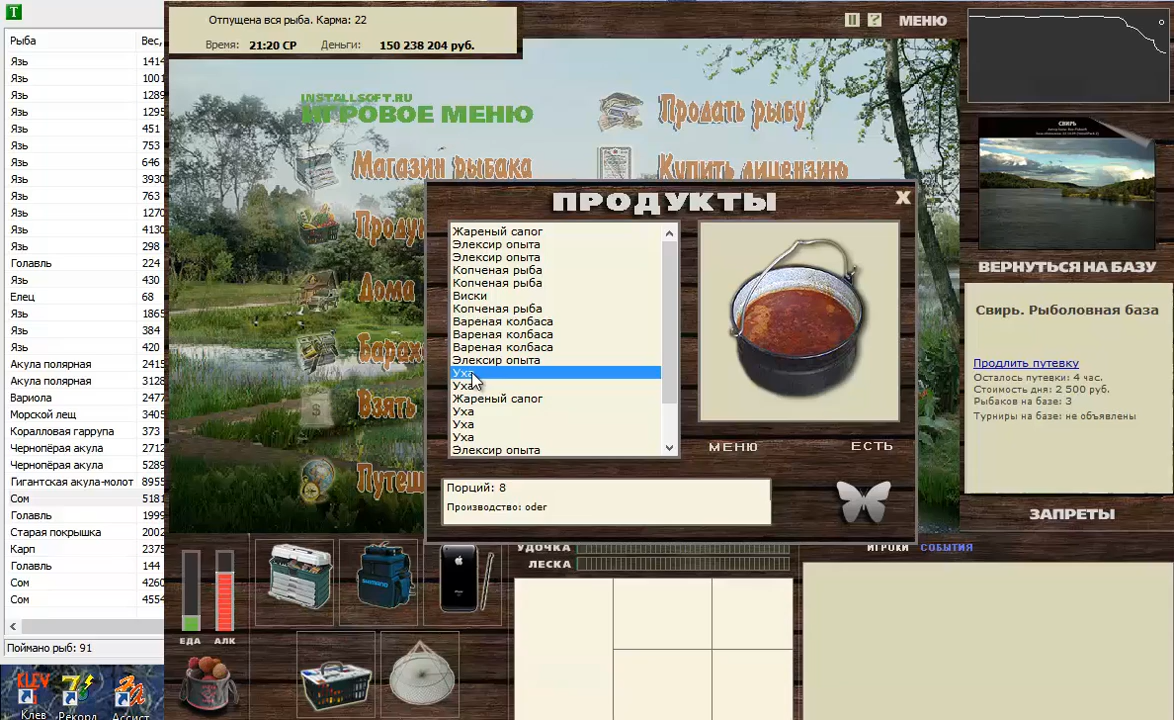 T
Рыба Вес,
Язь 1414
Язь 1001
Язь 1289
Язь 1295
Язь 451
Язь 753
Язь 646
Язь 3930
Язь 763
Язь 1270
Язь 4130
Язь 298
Голавль 224
Язь 430
Елец 68
Язь 1865
Язь 384
Язь 420
Акула полярная 2415
Акула полярная 3128
Вариола 2416
Морской лещ 2041
Коралловая гаррупа 373
Чернопёрая акула 2712
Чернопёрая акула 5289
Гигантская акула-молот 8955
Сом 5181
Голавль 1999
Старая покрышка 2002
Карп 2375
Голавль 144
Сом 4260
Сом 4554
Поймано рыб: 91
KLEV
Клев
Рекорд
Ассист
Отпущена вся рыба. Карма: 22
Время: 21:20 СР Деньги: 150 238 204 руб.
? МЕНЮ
INSTALLSOFT.RU
ИГРОВОЕ МЕНЮ
Продать рыбу
Магазин рыбака
Купить лицензию
Проду
Дома
Барах
Взять
Путеш
ПРОДУКТЫ
X
Жареный сапог
Элексир опыта
Элексир опыта
Копченая рыба
Копченая рыба
Виски
Копченая рыба
Вареная колбаса
Вареная колбаса
Вареная колбаса
Элексир опыта
Уха
Уха
Жареный сапог
Уха
Уха
Уха
Элексир опыта
МЕНЮ ЕСТЬ
Порций: 8
Производство: oder
СВИРЬ
ВЕРНУТЬСЯ НА БАЗУ
Свирь. Рыболовная база
Продлить путевку
Осталось путевки: 4 час.
Стоимость дня: 2 500 руб.
Рыбаков на базе: 3
Турниры на базе: не объявлены
ЗАПРЕТЫ
УДОЧКА
ЛЕСКА
ИГРОКИ СОБЫТИЯ
ЕДА АЛК
SHIMANO